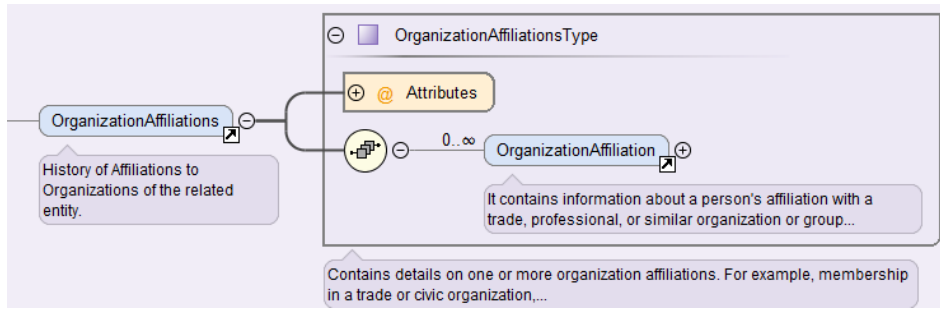 OrganizationAffiliationsType
@ Attributes
OrganizationAffiliations
0..∞
OrganizationAffiliation
History of Affiliations to
Organizations of the related
entity.
It contains information about a person's affiliation with a
trade, professional, or similar organization or group...
Contains details on one or more organization affiliations. For example, membership
in a trade or civic organization,...